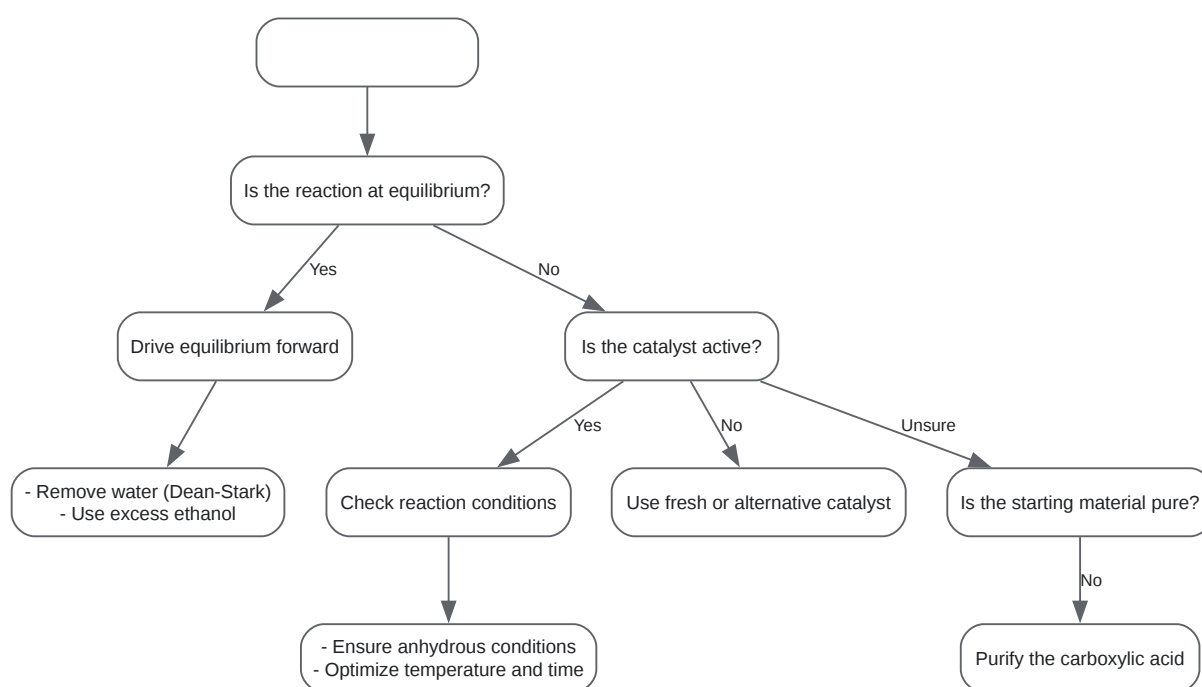 Is the reaction at equilibrium?
Yes
No
Drive equilibrium forward
Is the catalyst active?
Yes
No
Unsure
- Remove water (Dean-Stark)
- Use excess ethanol
Check reaction conditions
Use fresh or alternative catalyst
Is the starting material pure?
No
- Ensure anhydrous conditions
- Optimize temperature and time
Purify the carboxylic acid